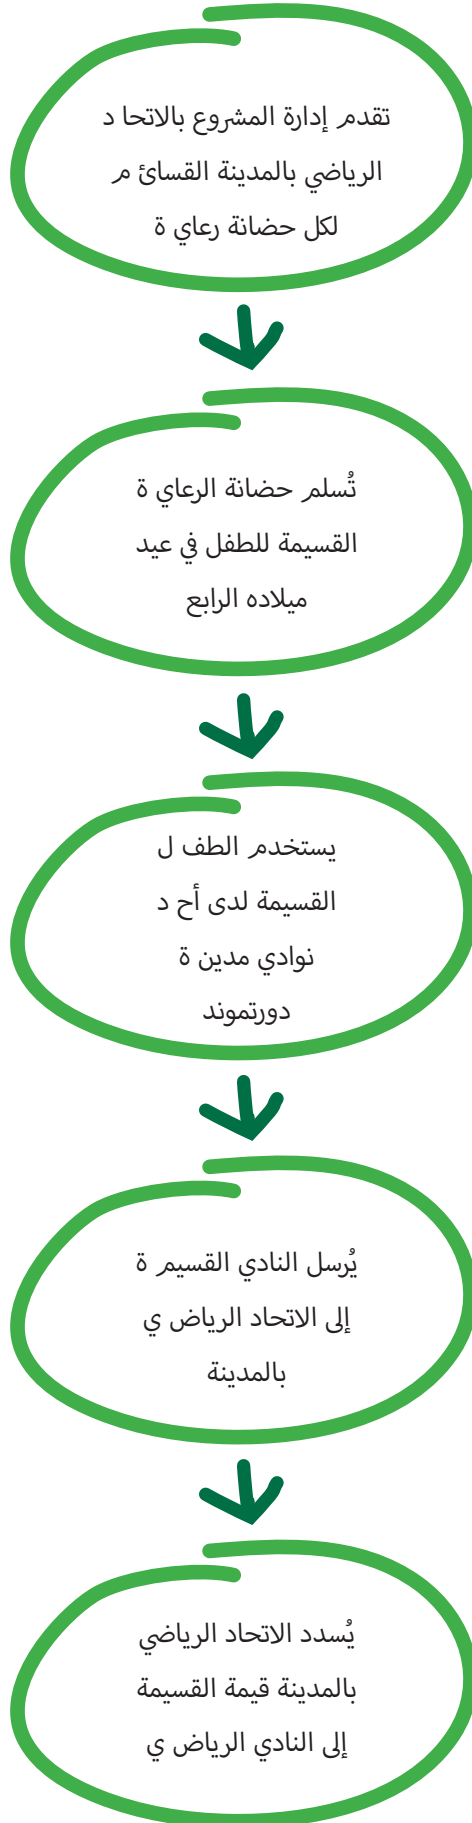 تقدم إدارة المشروع بالاتحا د
الرياضي بالمدينة القسائ م
لكل حضانة رعاي ة
تُسلم حضانة الرعاي ة
القسيمة للطفل في عيد
ميلاده الرابع
يستخدم الطف ل
القسيمة لدى أح د
نوادي مدين ة
دورتموند
يُرسل النادي القسيم ة
إلى الاتحاد الرياض ي
بالمدينة
يُسدد الاتحاد الرياضي
بالمدينة قيمة القسيمة
إلى النادي الرياض ي